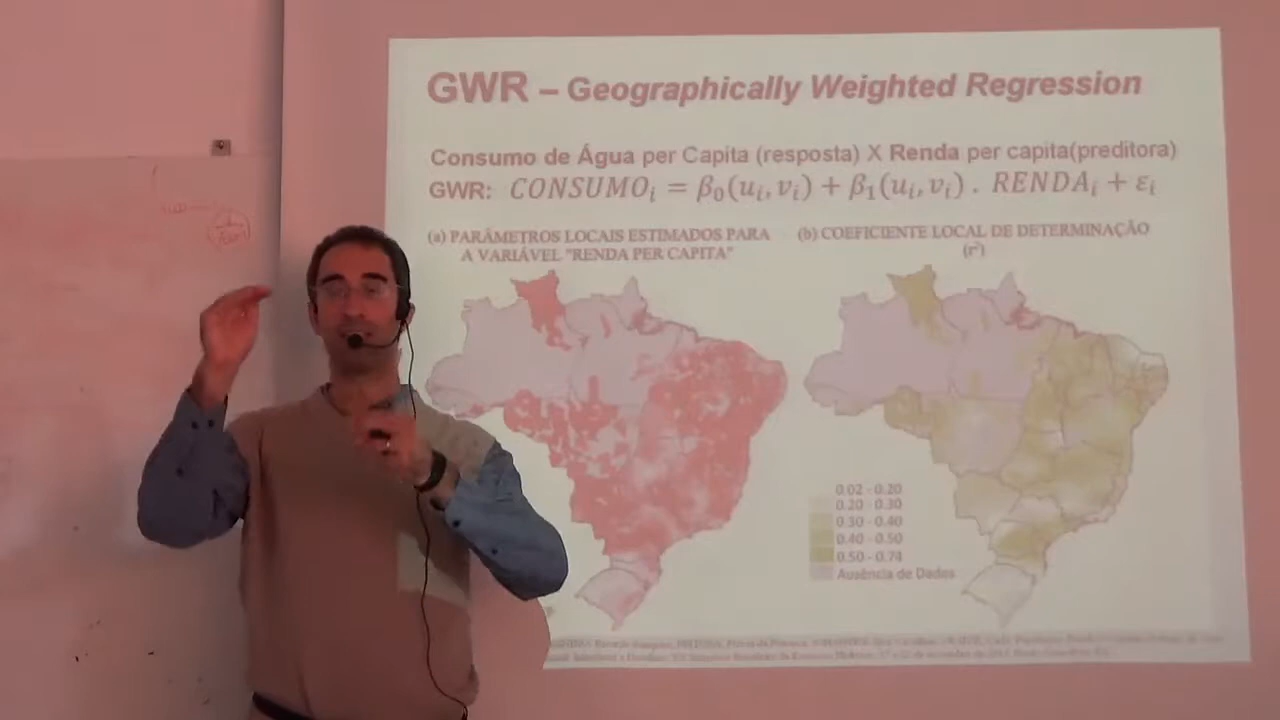 GWR – Geographically Weighted Regression
Consumo de Água per Capita (resposta) X Renda per capita(preditora)
GWR: CONSUMOᵢ = β₀(uᵢ, vᵢ) + β₁(uᵢ, vᵢ) . RENDAᵢ + εᵢ
(a) PARÂMETROS LOCAIS ESTIMADOS PARA
A VARIÁVEL "RENDA PER CAPITA"
(b) COEFICIENTE LOCAL DE DETERMINAÇÃO
(r²)
0.02 - 0.20
0.20 - 0.30
0.30 - 0.40
0.40 - 0.50
0.50 - 0.74
Ausência de Dados